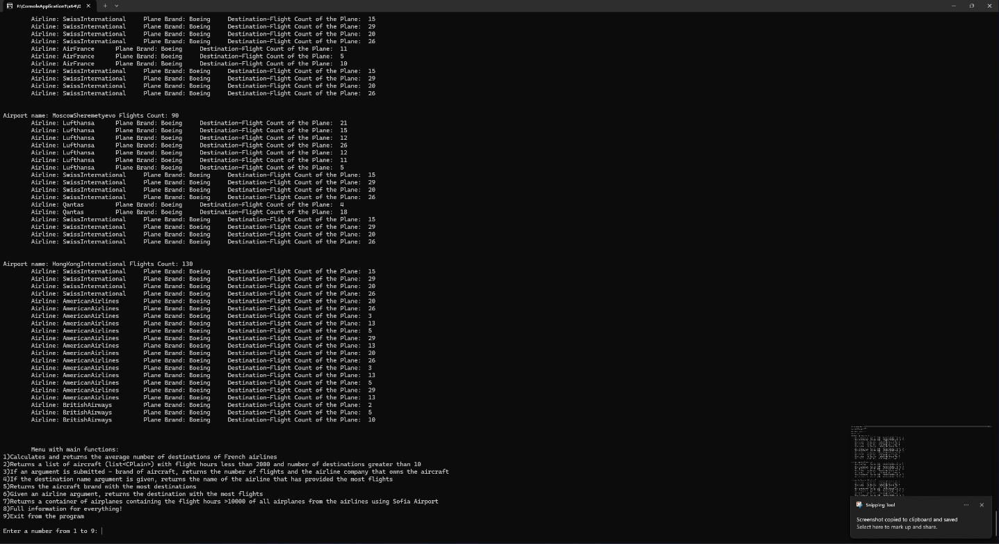 F:\ConsoleApplication1\x64\D
Airline: SwissInternational Plane Brand: Boeing Destination-Flight Count of the Plane: 15
Airline: SwissInternational Plane Brand: Boeing Destination-Flight Count of the Plane: 29
Airline: SwissInternational Plane Brand: Boeing Destination-Flight Count of the Plane: 20
Airline: SwissInternational Plane Brand: Boeing Destination-Flight Count of the Plane: 26
Airline: AirFrance Plane Brand: Boeing Destination-Flight Count of the Plane: 11
Airline: AirFrance Plane Brand: Boeing Destination-Flight Count of the Plane: 5
Airline: AirFrance Plane Brand: Boeing Destination-Flight Count of the Plane: 10
Airline: SwissInternational Plane Brand: Boeing Destination-Flight Count of the Plane: 15
Airline: SwissInternational Plane Brand: Boeing Destination-Flight Count of the Plane: 29
Airline: SwissInternational Plane Brand: Boeing Destination-Flight Count of the Plane: 20
Airline: SwissInternational Plane Brand: Boeing Destination-Flight Count of the Plane: 26
Airport name: MoscowSheremetyevo Flights Count: 90
Airline: Lufthansa Plane Brand: Boeing Destination-Flight Count of the Plane: 21
Airline: Lufthansa Plane Brand: Boeing Destination-Flight Count of the Plane: 15
Airline: Lufthansa Plane Brand: Boeing Destination-Flight Count of the Plane: 12
Airline: Lufthansa Plane Brand: Boeing Destination-Flight Count of the Plane: 26
Airline: Lufthansa Plane Brand: Boeing Destination-Flight Count of the Plane: 12
Airline: Lufthansa Plane Brand: Boeing Destination-Flight Count of the Plane: 11
Airline: Lufthansa Plane Brand: Boeing Destination-Flight Count of the Plane: 5
Airline: SwissInternational Plane Brand: Boeing Destination-Flight Count of the Plane: 15
Airline: SwissInternational Plane Brand: Boeing Destination-Flight Count of the Plane: 29
Airline: SwissInternational Plane Brand: Boeing Destination-Flight Count of the Plane: 20
Airline: SwissInternational Plane Brand: Boeing Destination-Flight Count of the Plane: 26
Airline: Qantas Plane Brand: Boeing Destination-Flight Count of the Plane: 4
Airline: Qantas Plane Brand: Boeing Destination-Flight Count of the Plane: 18
Airline: SwissInternational Plane Brand: Boeing Destination-Flight Count of the Plane: 15
Airline: SwissInternational Plane Brand: Boeing Destination-Flight Count of the Plane: 29
Airline: SwissInternational Plane Brand: Boeing Destination-Flight Count of the Plane: 20
Airline: SwissInternational Plane Brand: Boeing Destination-Flight Count of the Plane: 26
Airport name: HongKongInternational Flights Count: 130
Airline: SwissInternational Plane Brand: Boeing Destination-Flight Count of the Plane: 15
Airline: SwissInternational Plane Brand: Boeing Destination-Flight Count of the Plane: 29
Airline: SwissInternational Plane Brand: Boeing Destination-Flight Count of the Plane: 20
Airline: SwissInternational Plane Brand: Boeing Destination-Flight Count of the Plane: 26
Airline: AmericanAirlines Plane Brand: Boeing Destination-Flight Count of the Plane: 20
Airline: AmericanAirlines Plane Brand: Boeing Destination-Flight Count of the Plane: 26
Airline: AmericanAirlines Plane Brand: Boeing Destination-Flight Count of the Plane: 3
Airline: AmericanAirlines Plane Brand: Boeing Destination-Flight Count of the Plane: 13
Airline: AmericanAirlines Plane Brand: Boeing Destination-Flight Count of the Plane: 5
Airline: AmericanAirlines Plane Brand: Boeing Destination-Flight Count of the Plane: 29
Airline: AmericanAirlines Plane Brand: Boeing Destination-Flight Count of the Plane: 13
Airline: AmericanAirlines Plane Brand: Boeing Destination-Flight Count of the Plane: 20
Airline: AmericanAirlines Plane Brand: Boeing Destination-Flight Count of the Plane: 26
Airline: AmericanAirlines Plane Brand: Boeing Destination-Flight Count of the Plane: 3
Airline: AmericanAirlines Plane Brand: Boeing Destination-Flight Count of the Plane: 13
Airline: AmericanAirlines Plane Brand: Boeing Destination-Flight Count of the Plane: 5
Airline: AmericanAirlines Plane Brand: Boeing Destination-Flight Count of the Plane: 29
Airline: AmericanAirlines Plane Brand: Boeing Destination-Flight Count of the Plane: 13
Airline: BritishAirways Plane Brand: Boeing Destination-Flight Count of the Plane: 2
Airline: BritishAirways Plane Brand: Boeing Destination-Flight Count of the Plane: 5
Airline: BritishAirways Plane Brand: Boeing Destination-Flight Count of the Plane: 10
Menu with main functions:
1)Calculates and returns the average number of destinations of French airlines
2)Returns a list of aircraft (list<CPlain>) with flight hours less than 2000 and number of destinations greater than 10
3)If an argument is submitted - brand of aircraft, returns the number of flights and the airline company that owns the aircraft
4)If the destination name argument is given, returns the name of the airline that has provided the most flights
5)Returns the aircraft brand with the most destinations
6)Given an airline argument, returns the destination with the most flights
7)Returns a container of airplanes containing the flight hours >10000 of all airplanes from the airlines using Sofia Airport
8)Full information for everything!
9)Exit from the program
Enter a number from 1 to 9:
Snipping Tool
Screenshot copied to clipboard and saved
Select here to mark up and share.